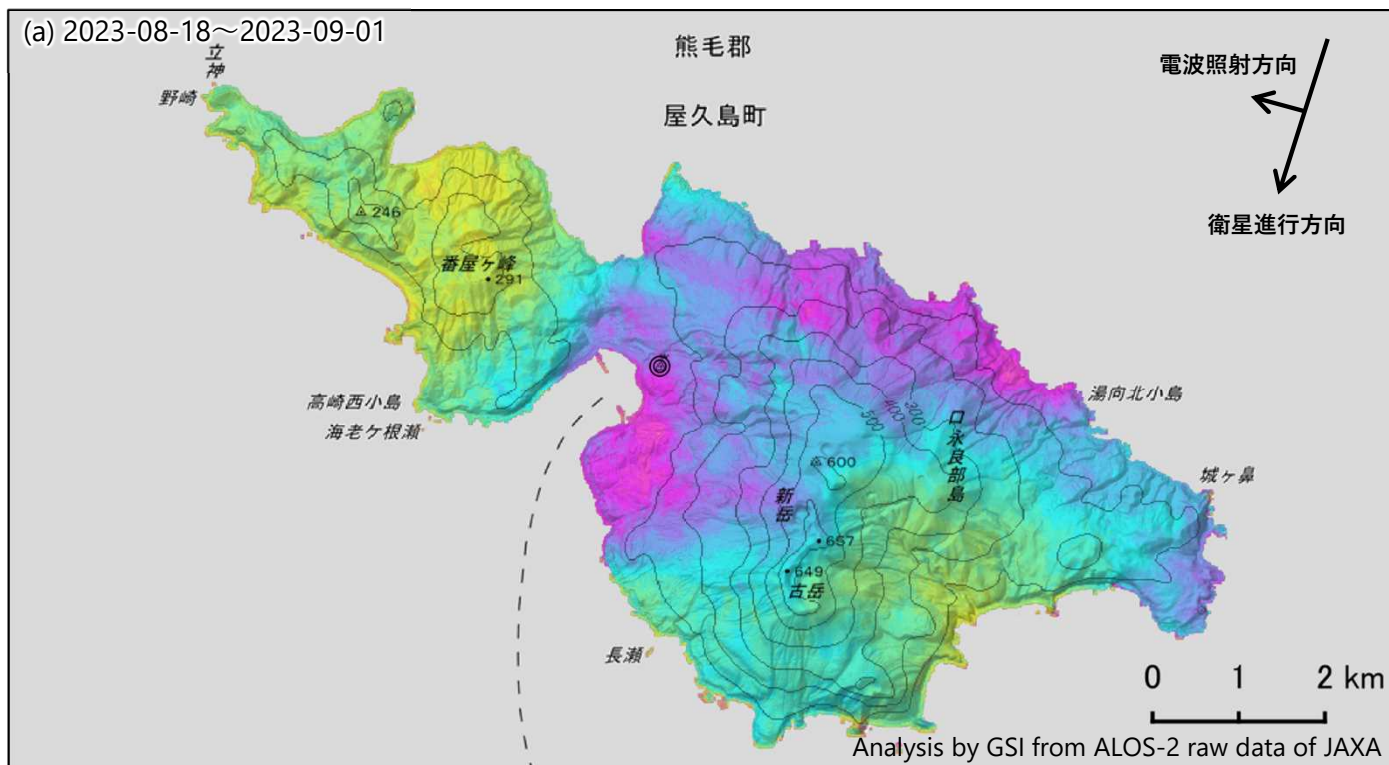 (a) 2023-08-18～2023-09-01
熊毛郡
屋久島町
電波照射方向
衛星進行方向
立神
野崎
246
番屋ヶ峰
291
高崎西小島
海老ケ根瀬
湯向北小島
300
400
500
口永良部島
600
城ヶ鼻
新岳
657
649
古岳
長瀬
0 1 2 km
Analysis by GSI from ALOS-2 raw data of JAXA